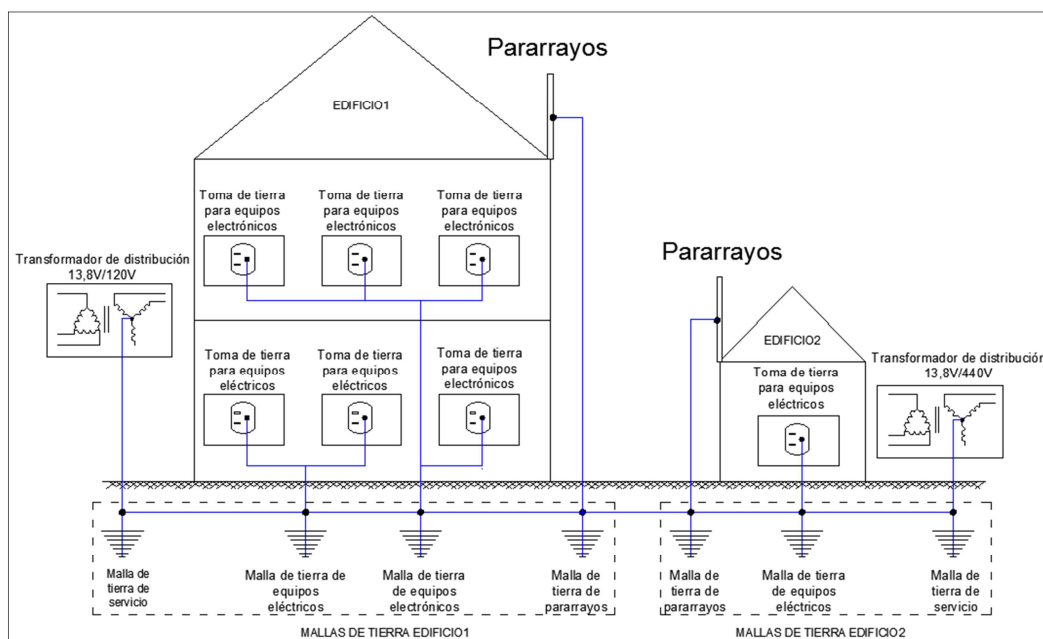 Pararrayos
EDIFICIO1
Toma de tierra
para equipos
electrónicos
Toma de tierra
para equipos
electrónicos
Toma de tierra
para equipos
electrónicos
Transformador de distribución
13,8V/120V
Toma de tierra
para equipos
eléctricos
Toma de tierra
para equipos
eléctricos
Toma de tierra
para equipos
electrónicos
Pararrayos
EDIFICIO2
Toma de tierra
para equipos
eléctricos
Transformador de distribución
13,8V/440V
Malla de
tierra de
servicio
Malla de tierra de
equipos
eléctricos
Malla de tierra
de equipos
electrónicos
Malla de
tierra de
pararrayos
Malla de
tierra de
pararrayos
Malla de tierra
de equipos
eléctricos
Malla de
tierra de
servicio
MALLAS DE TIERRA EDIFICIO1
MALLAS DE TIERRA EDIFICIO2